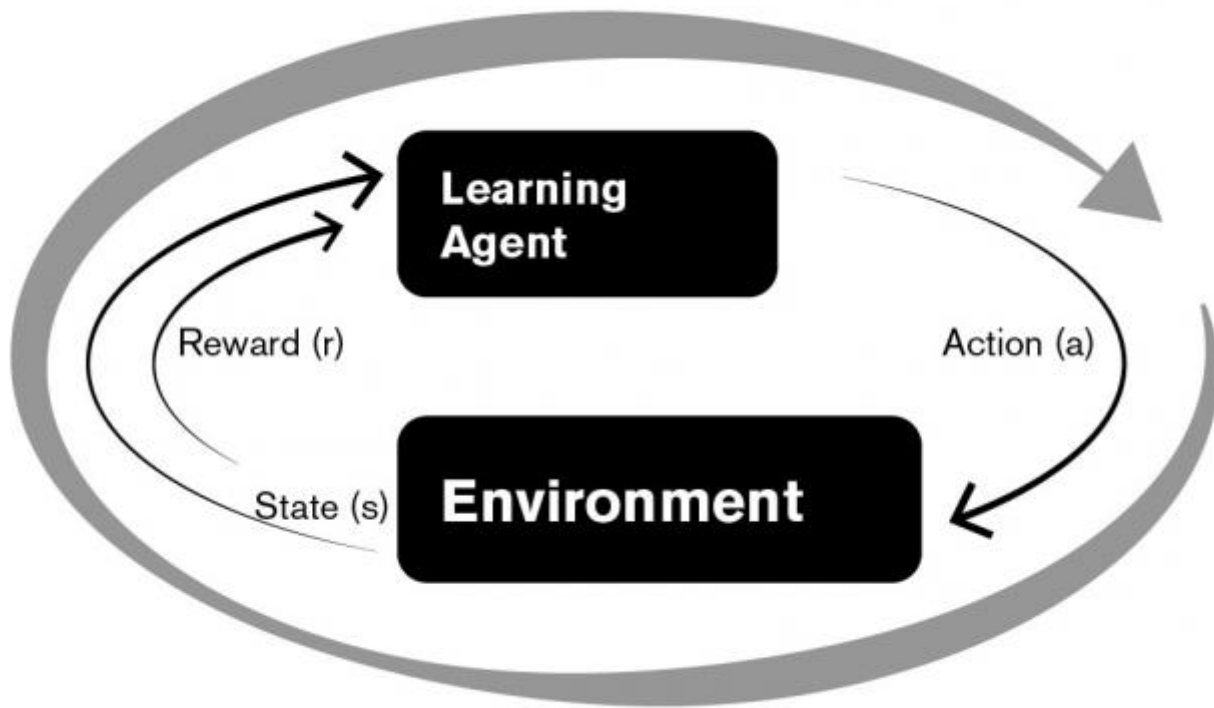 Learning
Agent
Reward (r)
Action (a)
State (s)
Environment